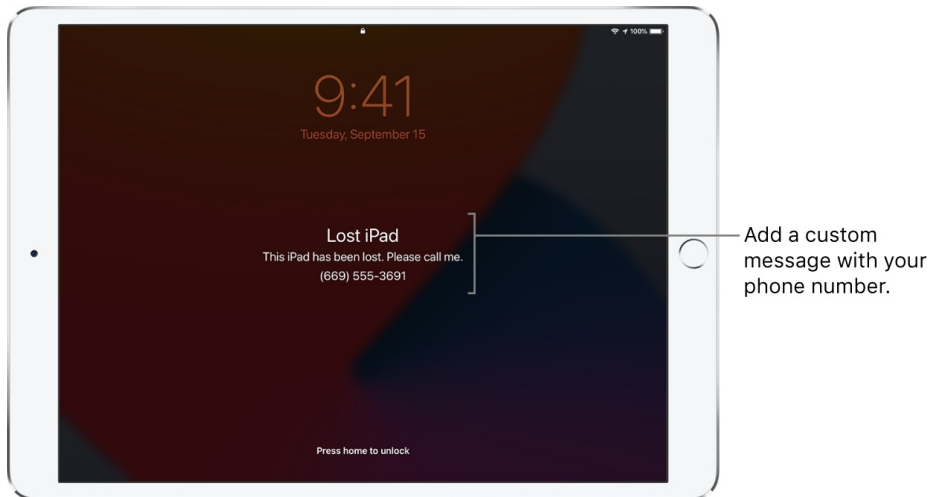 100%
9:41
Tuesday, September 15
Lost iPad
This iPad has been lost. Please call me.
(669) 555-3691
Add a custom
message with your
phone number.
Press home to unlock